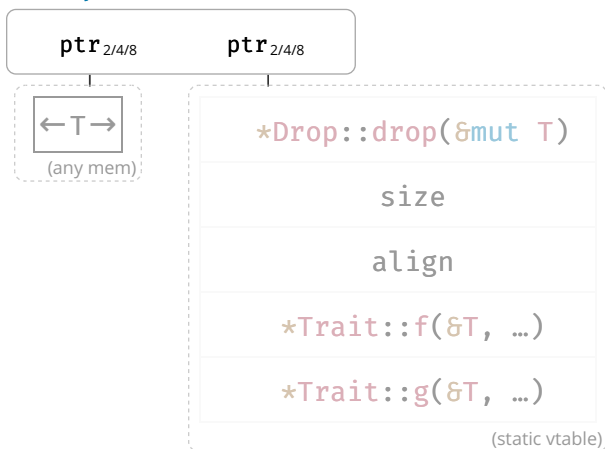 ptr2/4/8 ptr2/4/8
←T→
(any mem)
*Drop::drop(&mut T)
size
align
*Trait::f(&T, …)
*Trait::g(&T, …)
(static vtable)